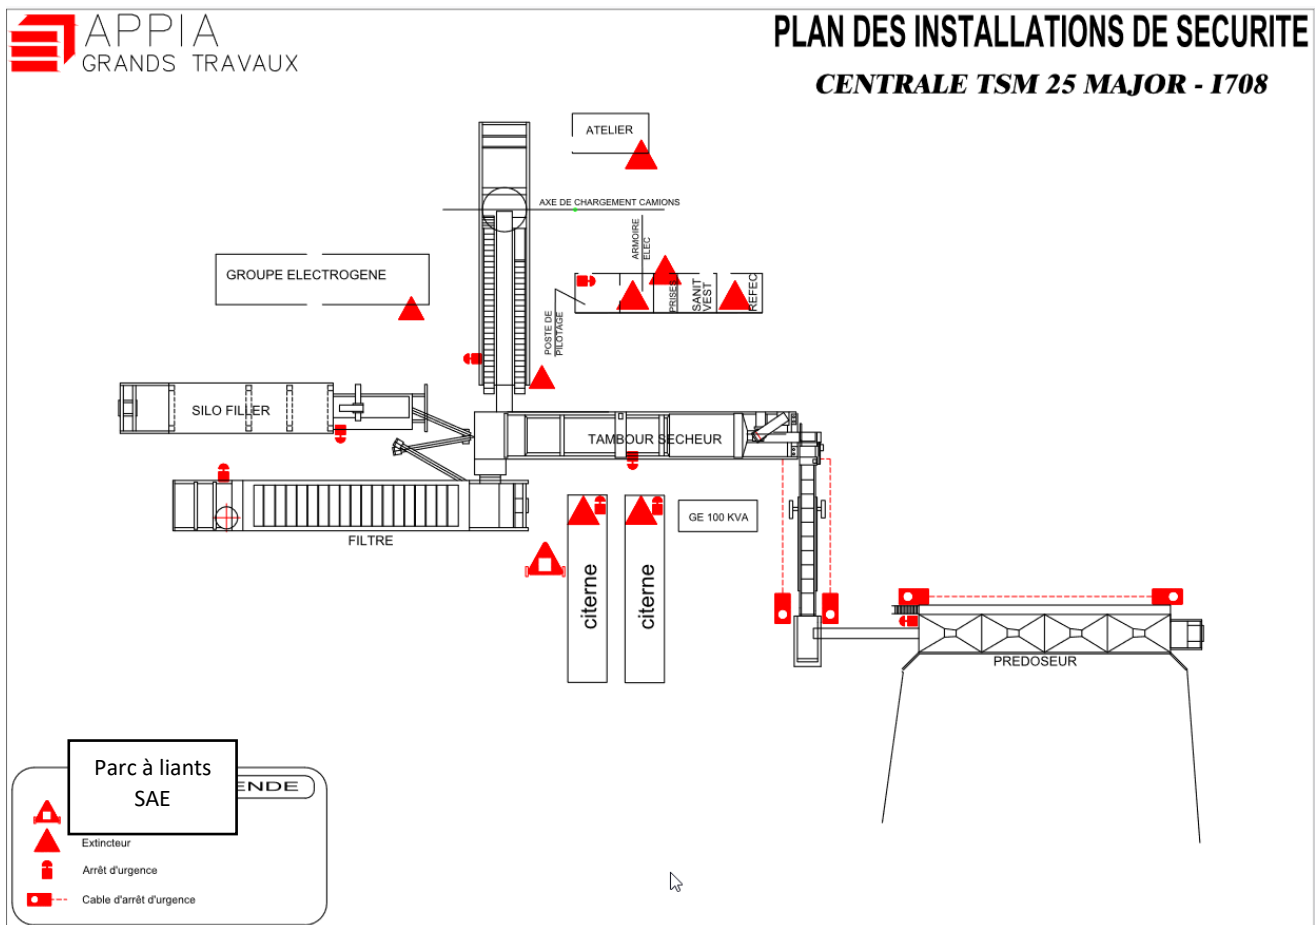 APPIA
GRANDS TRAVAUX
PLAN DES INSTALLATIONS DE SECURITE
CENTRALE TSM 25 MAJOR - I708
ATELIER
AXE DE CHARGEMENT CAMIONS
ARMOIRE
ELEC
GROUPE ELECTROGENE
PRISES
SANIT
VEST
REFEC
POSTE DE
PILOTAGE
SILO FILLER
TAMBOUR SECHEUR
GE 100 KVA
FILTRE
citerne
citerne
PREDOSEUR
Parc à liants
SAE
ENDE
Extincteur
Arrêt d'urgence
Cable d'arrêt d'urgence